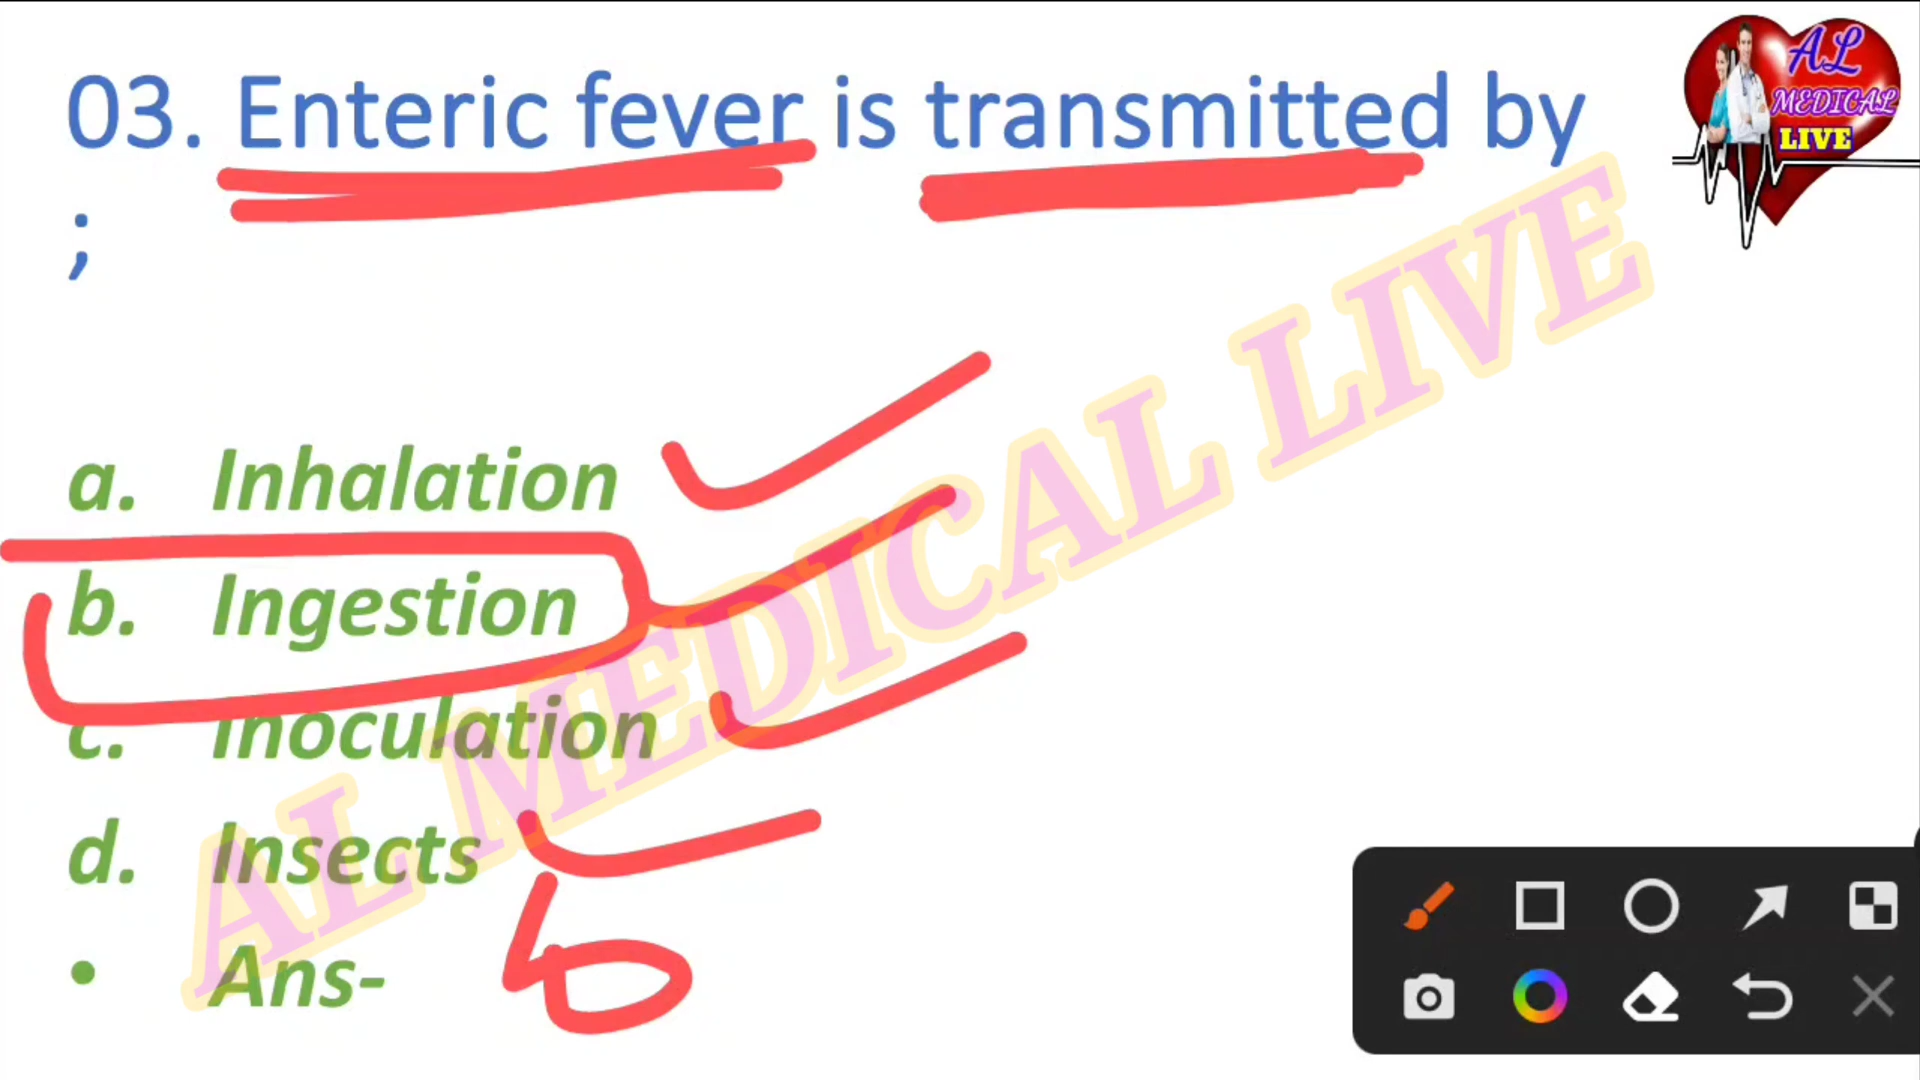 03. Enteric fever is transmitted by
;
a. Inhalation
b. Ingestion
c. Inoculation
d. Insects
• Ans- b
AL MEDICAL LIVE
AL
MEDICAL
LIVE